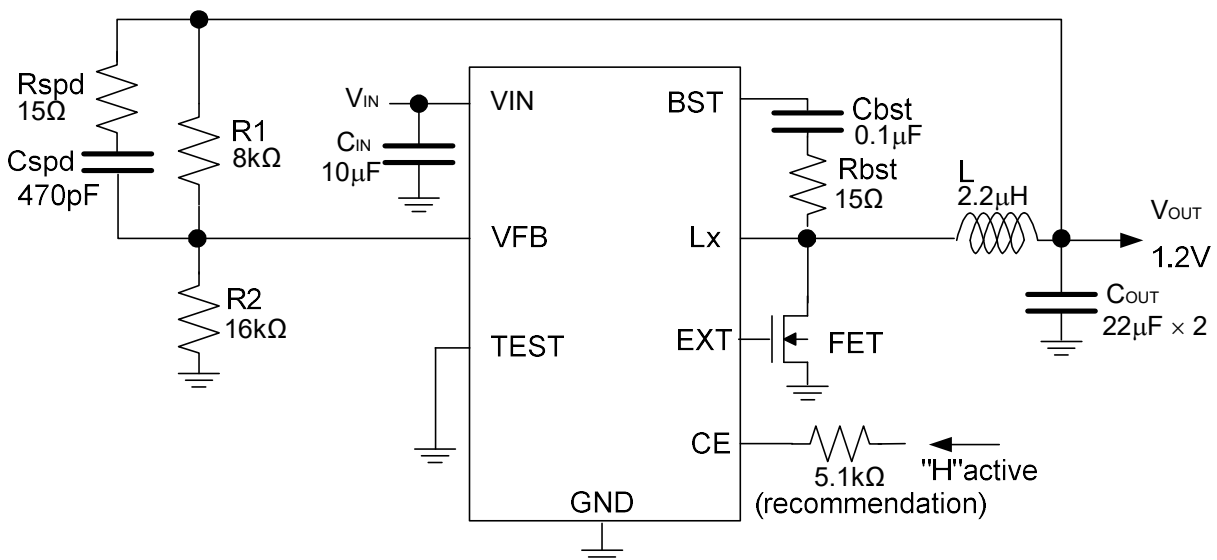 Rspd
15Ω
Cspd
470pF
R1
8kΩ
R2
16kΩ
VIN
CIN
10µF
VIN
VFB
TEST
GND
BST
Lx
EXT
CE
Cbst
0.1µF
Rbst
15Ω
L
2.2µH
VOUT
1.2V
COUT
22µF × 2
FET
5.1kΩ
(recommendation)
"H"active